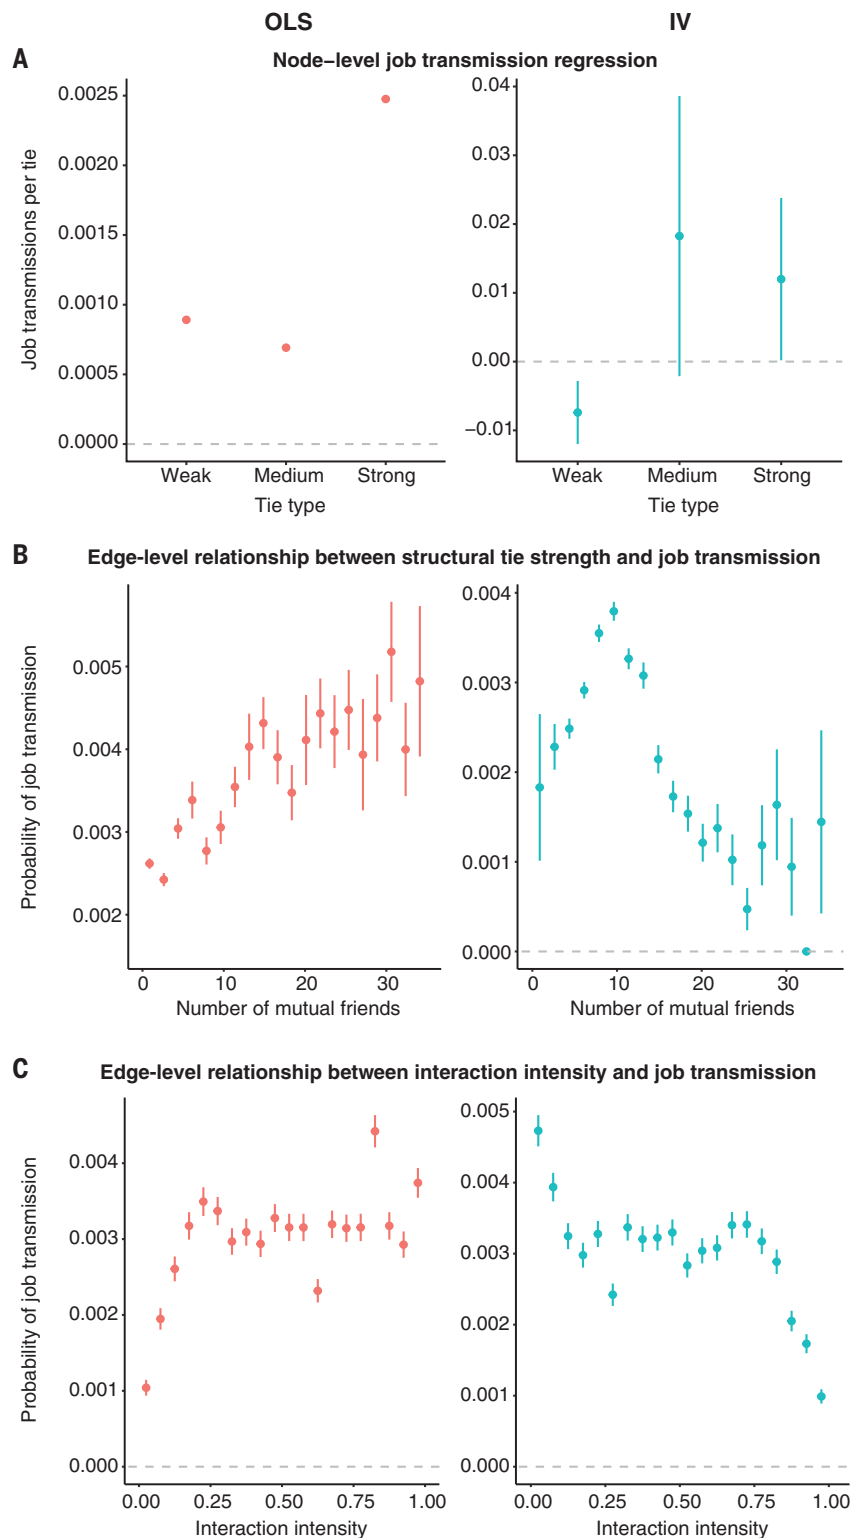 OLS IV
A Node–level job transmission regression
Job transmissions per tie
0.0025
0.0020
0.0015
0.0010
0.0005
0.0000
Weak Medium Strong
Tie type
0.04
0.03
0.02
0.01
0.00
−0.01
Weak Medium Strong
Tie type
B Edge-level relationship between structural tie strength and job transmission
Probability of job transmission
0.005
0.004
0.003
0.002
0 10 20 30
Number of mutual friends
0.004
0.003
0.002
0.001
0.000
0 10 20 30
Number of mutual friends
C Edge-level relationship between interaction intensity and job transmission
Probability of job transmission
0.004
0.003
0.002
0.001
0.000
0.00 0.25 0.75 1.00
Interaction intensity
0.005
0.004
0.003
0.002
0.001
0.000
0.00 0.25 0.75 1.00
Interaction intensity